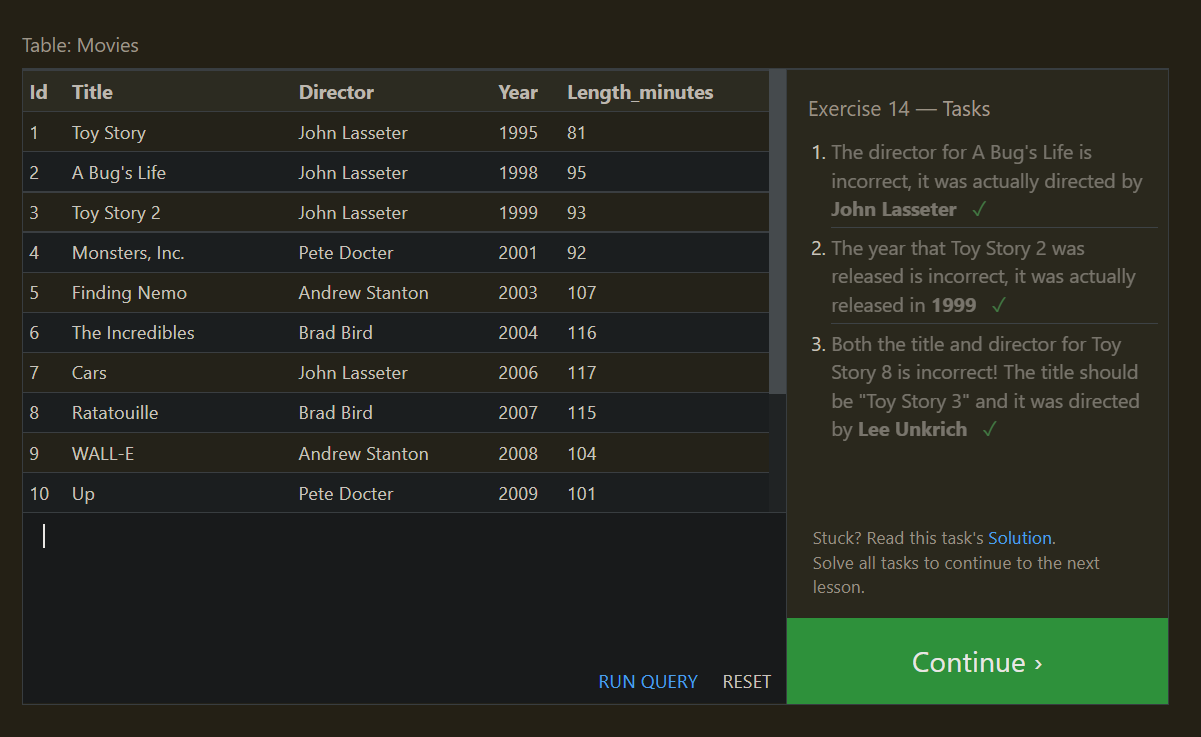 Table: Movies
Id Title Director Year Length_minutes
1 Toy Story John Lasseter 1995 81
2 A Bug's Life John Lasseter 1998 95
3 Toy Story 2 John Lasseter 1999 93
4 Monsters, Inc. Pete Docter 2001 92
5 Finding Nemo Andrew Stanton 2003 107
6 The Incredibles Brad Bird 2004 116
7 Cars John Lasseter 2006 117
8 Ratatouille Brad Bird 2007 115
9 WALL-E Andrew Stanton 2008 104
10 Up Pete Docter 2009 101
RUN QUERY RESET
Exercise 14 — Tasks
1. The director for A Bug's Life is
incorrect, it was actually directed by
John Lasseter ✓
2. The year that Toy Story 2 was
released is incorrect, it was actually
released in 1999 ✓
3. Both the title and director for Toy
Story 8 is incorrect! The title should
be "Toy Story 3" and it was directed
by Lee Unkrich ✓
Stuck? Read this task's Solution.
Solve all tasks to continue to the next
lesson.
Continue ›